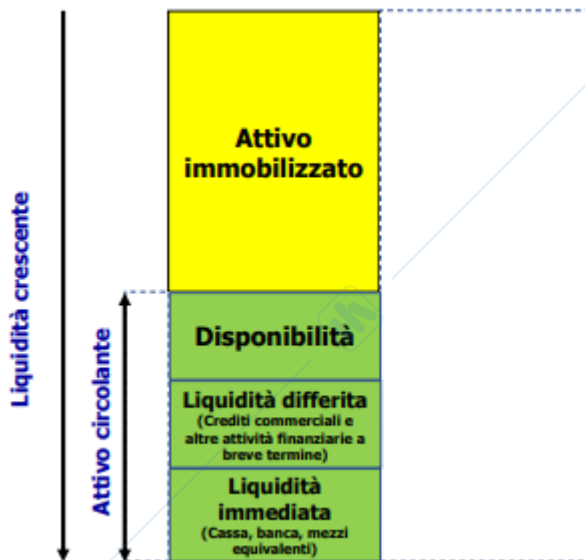 Liquidità crescente
Attivo circolante
Attivo
immobilizzato
Disponibilità
Liquidità differita
(Crediti commerciali e
altre attività finanziarie a
breve termine)
Liquidità
immediata
(Cassa, banca, mezzi
equivalenti)